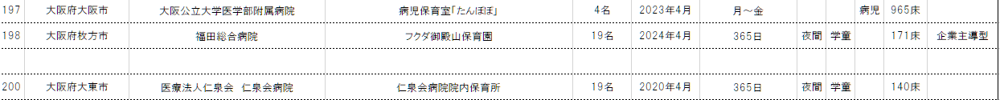 197 大阪府大阪市 大阪公立大学医学部附属病院 病児保育室「たんぽぽ」 4名 2023年4月 月～金 病児 965床
198 大阪府枚方市 福田総合病院 フクダ御殿山保育園 19名 2024年4月 365日 夜間 学童 171床 企業主導型
200 大阪府大東市 医療法人仁泉会 仁泉会病院 仁泉会病院院内保育所 19名 2020年4月 365日 夜間 学童 140床